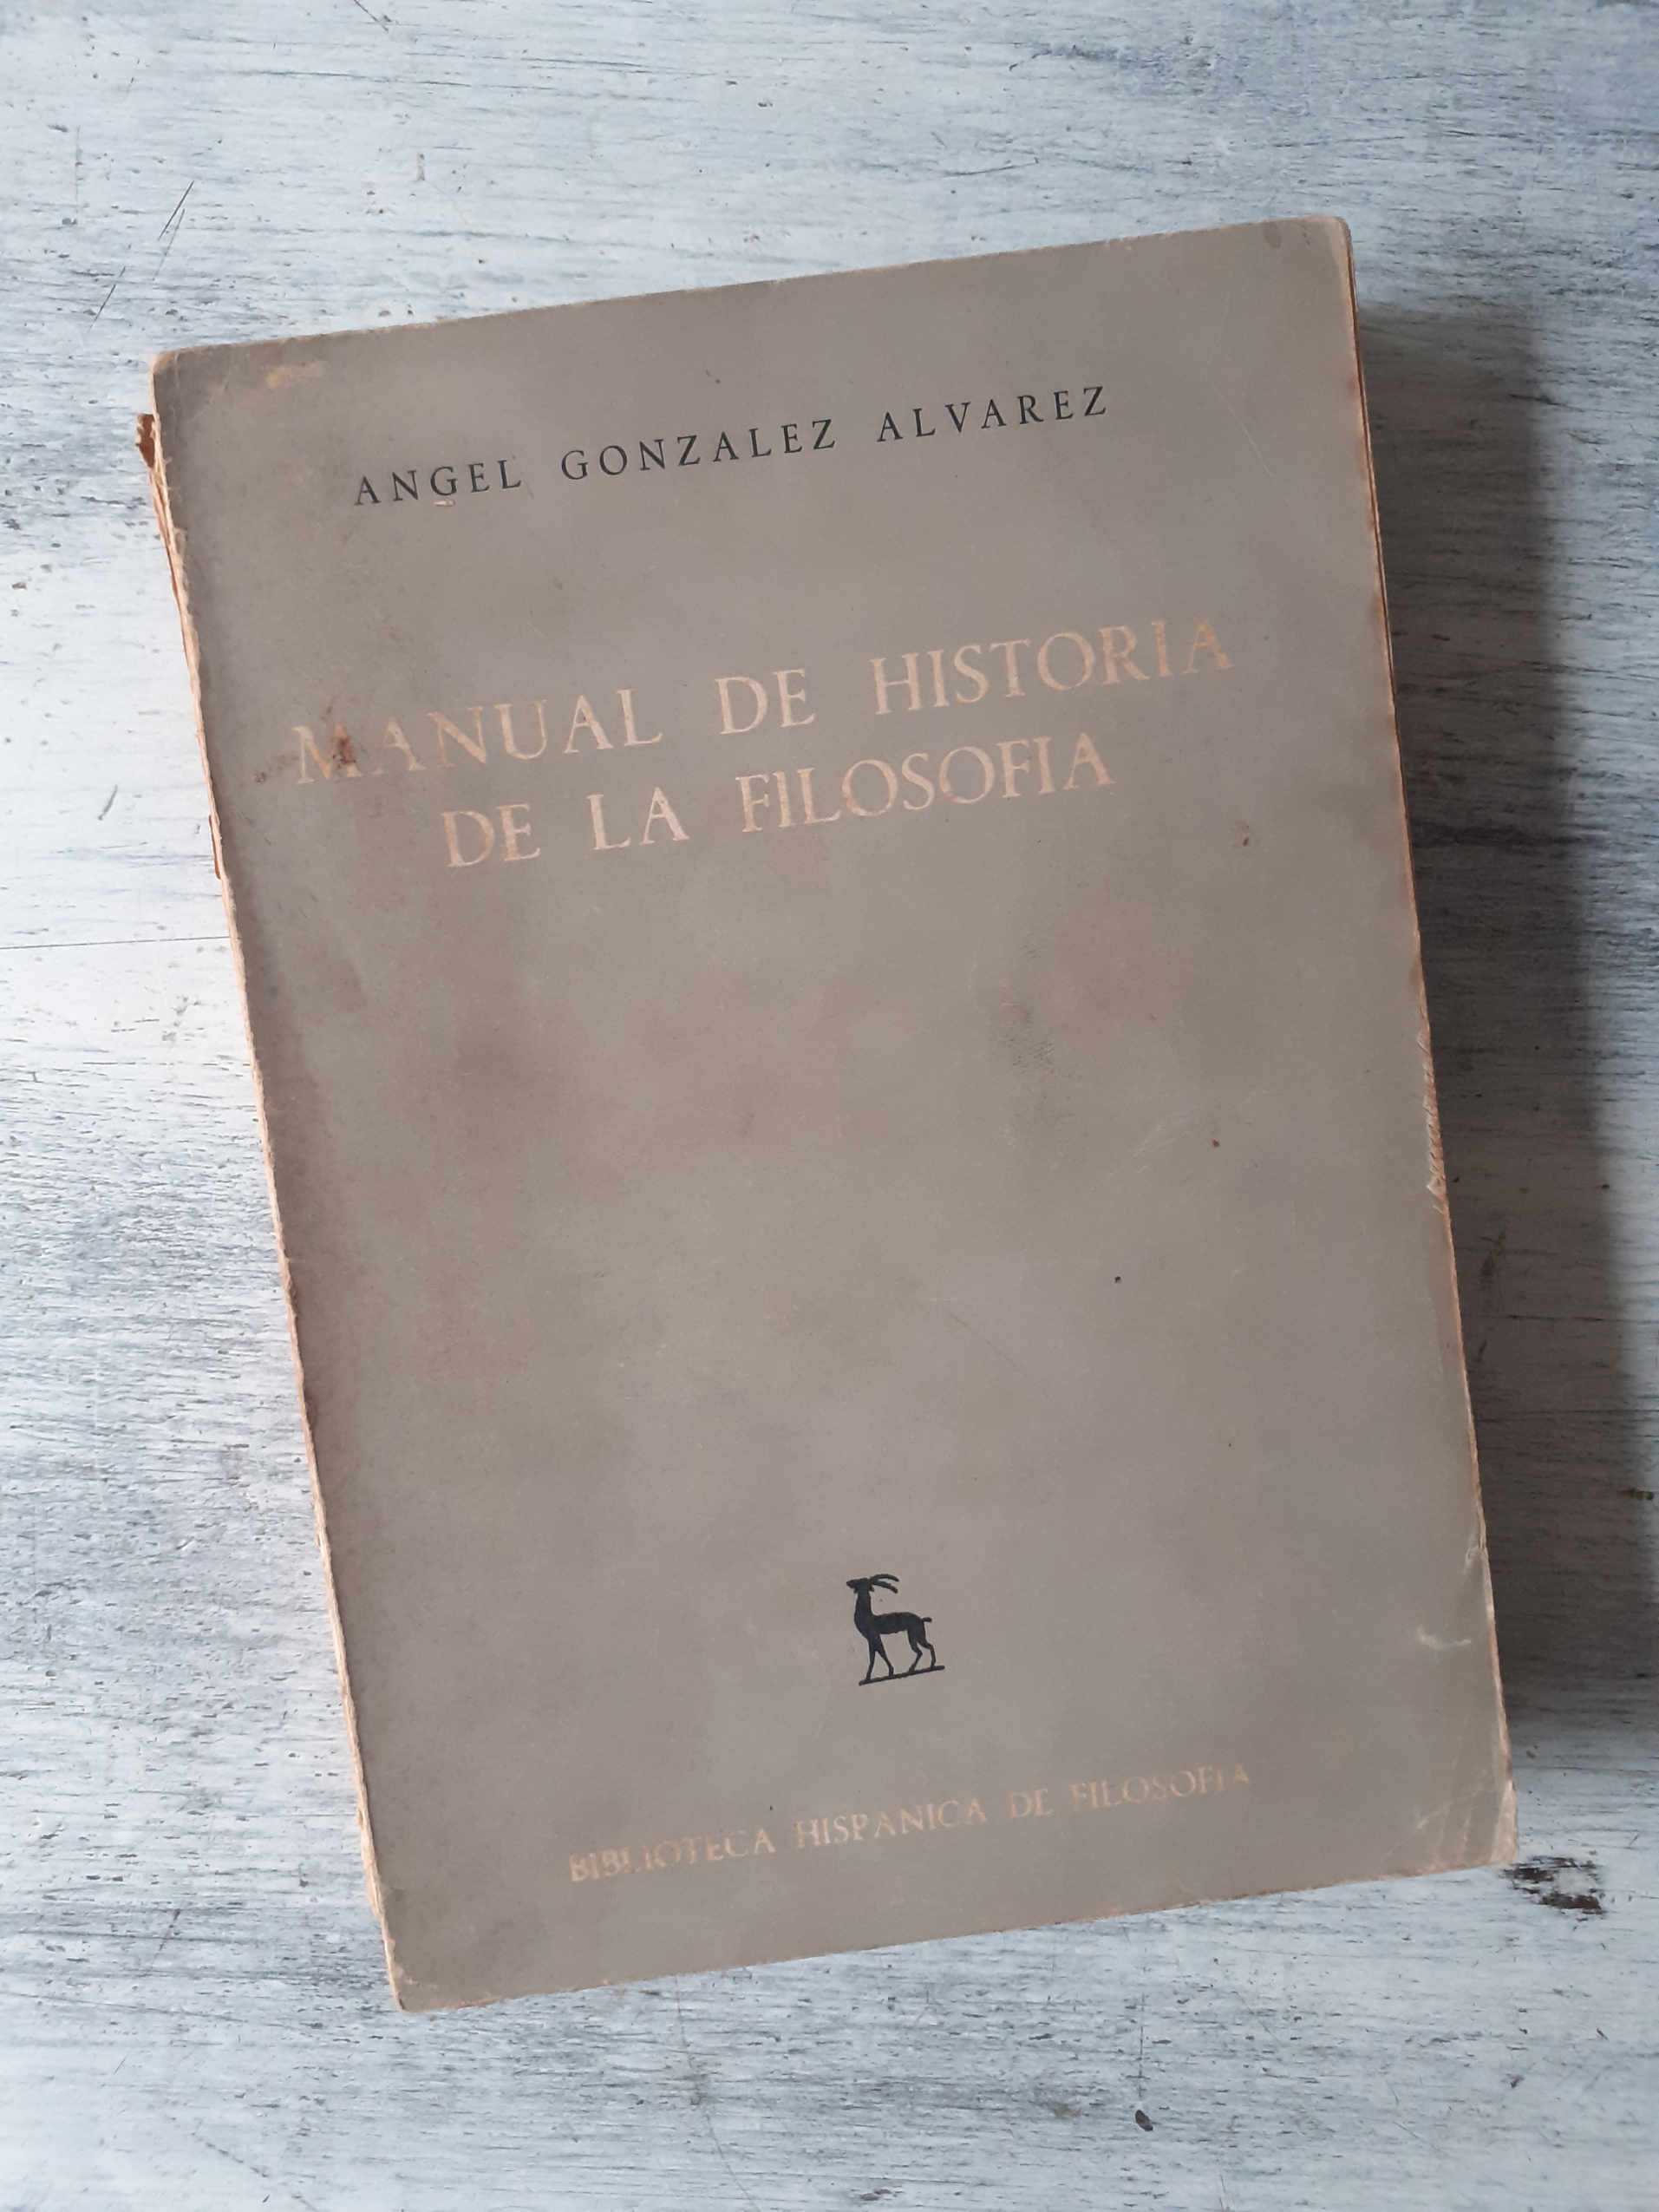 ANGEL GONZALEZ ALVAREZ
MANUAL DE HISTORIA
DE LA FILOSOFIA
BIBLIOTECA HISPANICA DE FILOSOFIA